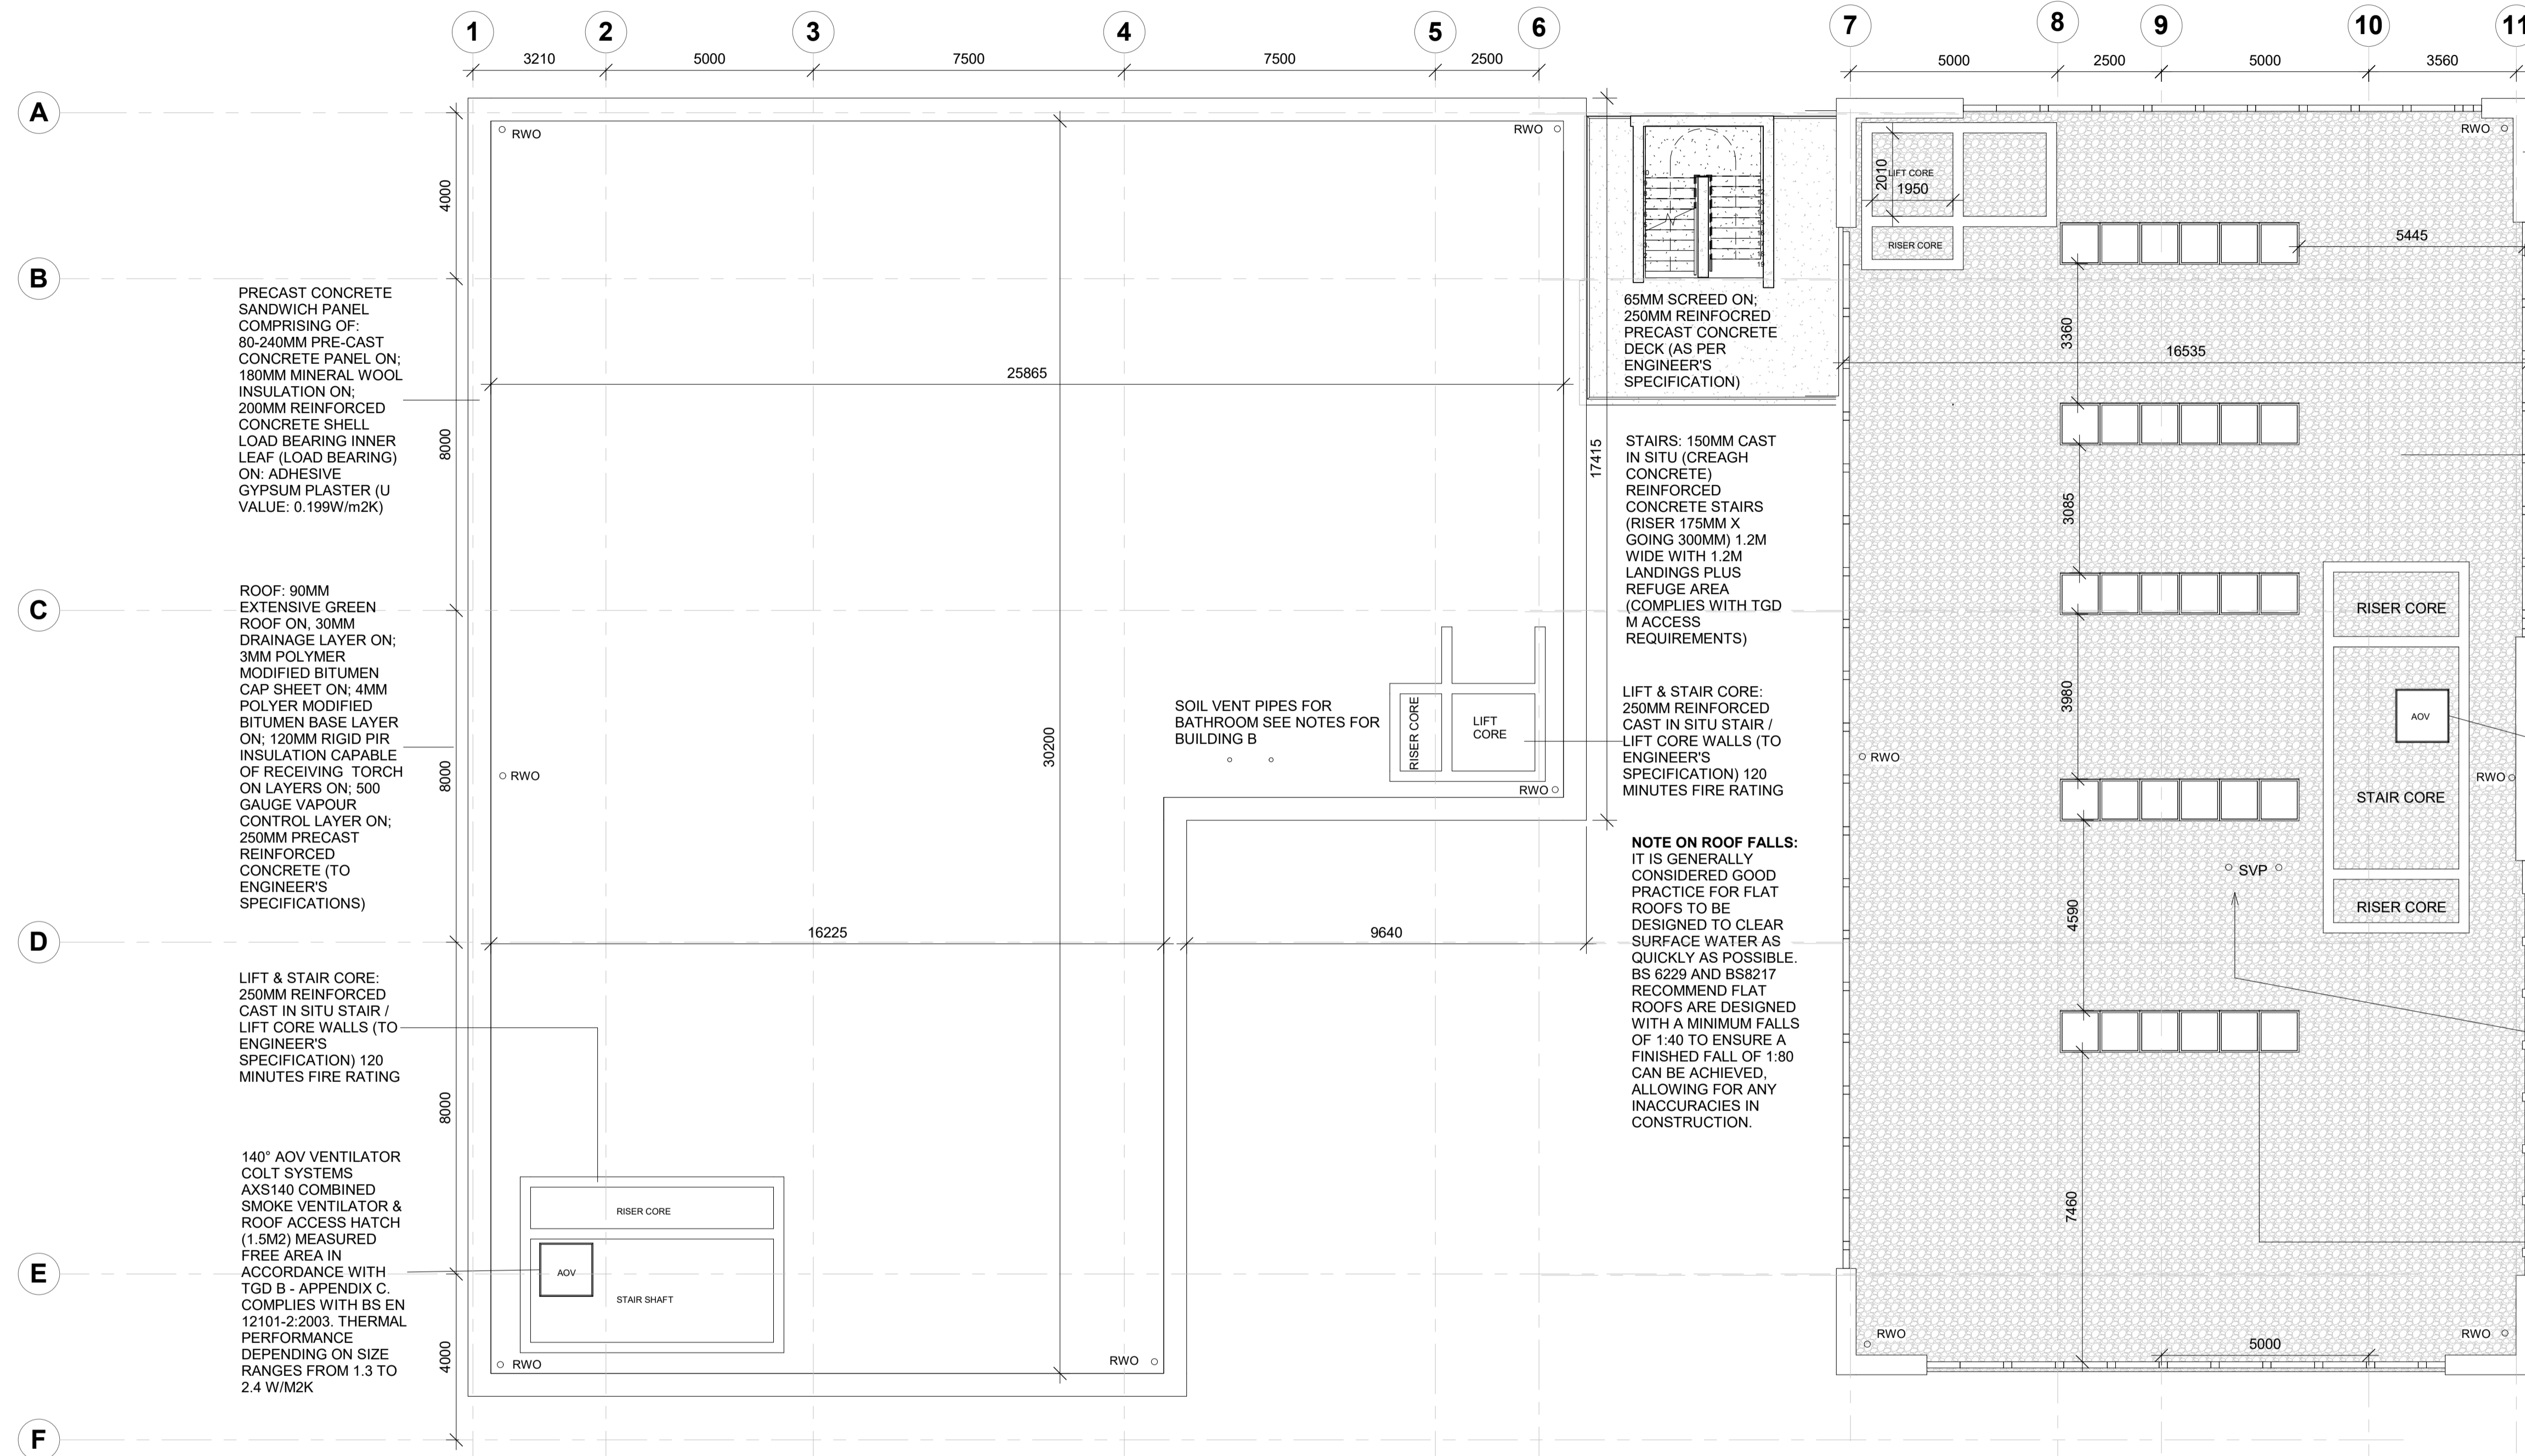 1 2 3 4 5 6 7 8 9 10 11
3210 5000 7500 7500 2500 5000 2500 5000 3560
A
RWO
RWO
RWO
4000
2010
LIFT CORE
1950
RISER CORE
5445
B
PRECAST CONCRETE
SANDWICH PANEL
COMPRISING OF:
80-240MM PRE-CAST
CONCRETE PANEL ON;
180MM MINERAL WOOL
INSULATION ON;
200MM REINFORCED
CONCRETE SHELL
LOAD BEARING INNER
LEAF (LOAD BEARING)
ON: ADHESIVE
GYPSUM PLASTER (U
VALUE: 0.199W/m2K)
8000
25865
65MM SCREED ON;
250MM REINFOCRED
PRECAST CONCRETE
DECK (AS PER
ENGINEER'S
SPECIFICATION)
3360
16535
17415
STAIRS: 150MM CAST
IN SITU (CREAGH
CONCRETE)
REINFORCED
CONCRETE STAIRS
(RISER 175MM X
GOING 300MM) 1.2M
WIDE WITH 1.2M
LANDINGS PLUS
REFUGE AREA
(COMPLIES WITH TGD
M ACCESS
REQUIREMENTS)
3085
C
ROOF: 90MM
EXTENSIVE GREEN
ROOF ON, 30MM
DRAINAGE LAYER ON;
3MM POLYMER
MODIFIED BITUMEN
CAP SHEET ON; 4MM
POLYER MODIFIED
BITUMEN BASE LAYER
ON; 120MM RIGID PIR
INSULATION CAPABLE
OF RECEIVING TORCH
ON LAYERS ON; 500
GAUGE VAPOUR
CONTROL LAYER ON;
250MM PRECAST
REINFORCED
CONCRETE (TO
ENGINEER'S
SPECIFICATIONS)
8000
RWO
30200
SOIL VENT PIPES FOR
BATHROOM SEE NOTES FOR
BUILDING B
RISER CORE
LIFT
CORE
RWO
LIFT & STAIR CORE:
250MM REINFORCED
CAST IN SITU STAIR /
LIFT CORE WALLS (TO
ENGINEER'S
SPECIFICATION) 120
MINUTES FIRE RATING
RISER CORE
3980
AOV
RWO
RWO
STAIR CORE
SVP
RISER CORE
4590
NOTE ON ROOF FALLS:
IT IS GENERALLY
CONSIDERED GOOD
PRACTICE FOR FLAT
ROOFS TO BE
DESIGNED TO CLEAR
SURFACE WATER AS
QUICKLY AS POSSIBLE.
BS 6229 AND BS8217
RECOMMEND FLAT
ROOFS ARE DESIGNED
WITH A MINIMUM FALLS
OF 1:40 TO ENSURE A
FINISHED FALL OF 1:80
CAN BE ACHIEVED,
ALLOWING FOR ANY
INACCURACIES IN
CONSTRUCTION.
D
16225
9640
LIFT & STAIR CORE:
250MM REINFORCED
CAST IN SITU STAIR /
LIFT CORE WALLS (TO
ENGINEER'S
SPECIFICATION) 120
MINUTES FIRE RATING
8000
7460
140° AOV VENTILATOR
COLT SYSTEMS
AXS140 COMBINED
SMOKE VENTILATOR &
ROOF ACCESS HATCH
(1.5M2) MEASURED
FREE AREA IN
ACCORDANCE WITH
TGD B - APPENDIX C.
COMPLIES WITH BS EN
12101-2:2003. THERMAL
PERFORMANCE
DEPENDING ON SIZE
RANGES FROM 1.3 TO
2.4 W/M2K
RISER CORE
E
AOV
STAIR SHAFT
4000
RWO
RWO
RWO
5000
RWO
F